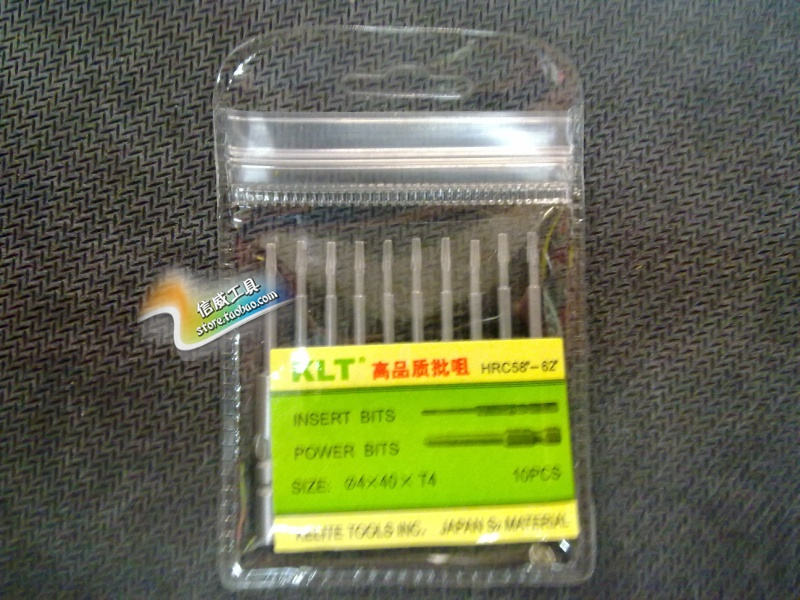 信威工具
store.taobao.com
KLT® 高品质批咀 HRC58°-62°
INSERT BITS
POWER BITS
SIZE: Ø4×40×T4 10PCS
KELITE TOOLS INC. JAPAN S2 MATERIAL